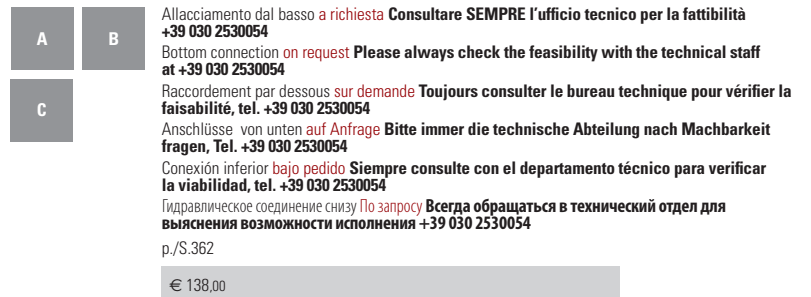 A B
C
Allacciamento dal basso a richiesta Consultare SEMPRE l'ufficio tecnico per la fattibilità
+39 030 2530054
Bottom connection on request Please always check the feasibility with the technical staff
at +39 030 2530054
Raccordement par dessous sur demande Toujours consulter le bureau technique pour vérifier la
faisabilité, tel. +39 030 2530054
Anschlüsse von unten auf Anfrage Bitte immer die technische Abteilung nach Machbarkeit
fragen, Tel. +39 030 2530054
Conexión inferior bajo pedido Siempre consulte con el departamento técnico para verificar
la viabilidad, tel. +39 030 2530054
Гидравлическое соединение снизу По запросу Всегда обращаться в технический отдел для
выяснения возможности исполнения +39 030 2530054
p./S.362
€ 138,00